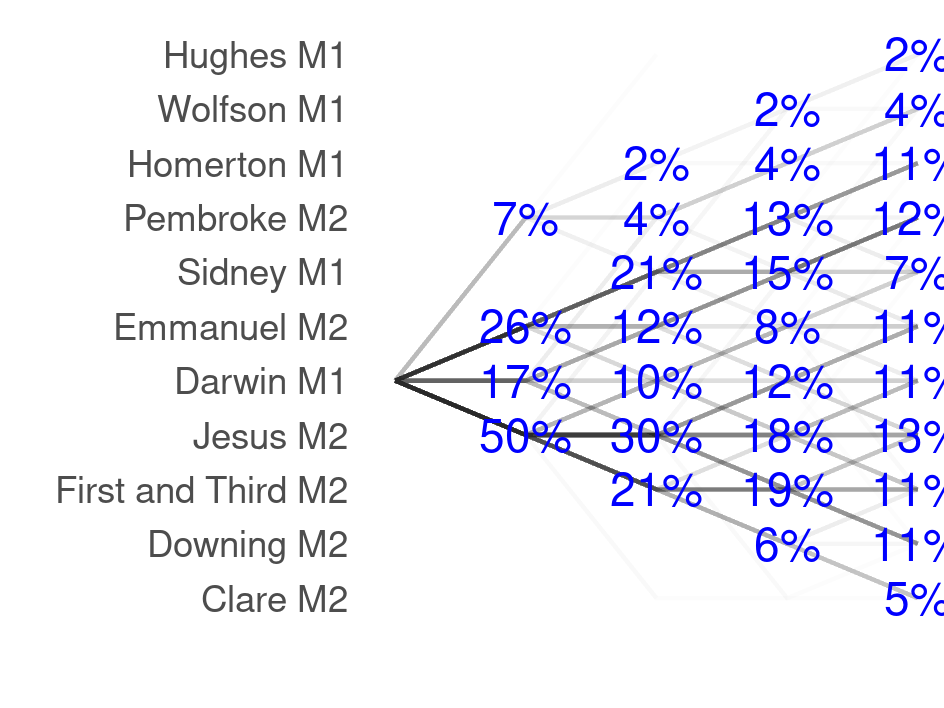 Hughes M1 2%
Wolfson M1 2% 4%
Homerton M1 2% 4% 11%
Pembroke M2 7% 4% 13% 12%
Sidney M1 21% 15% 7%
Emmanuel M2 26% 12% 8% 11%
Darwin M1 17% 10% 12% 11%
Jesus M2 50% 30% 18% 13%
First and Third M2 21% 19% 11%
Downing M2 6% 11%
Clare M2 5%